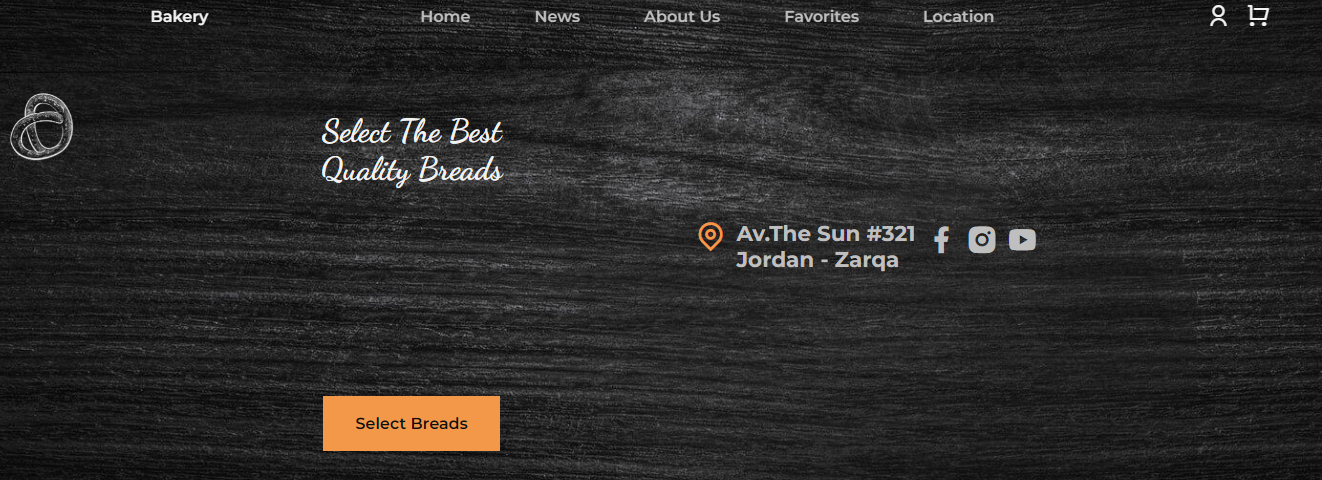 Bakery
Home
News
About Us
Favorites
Location
Select The Best
Quality Breads
Av.The Sun #321
Jordan - Zarqa
Select Breads